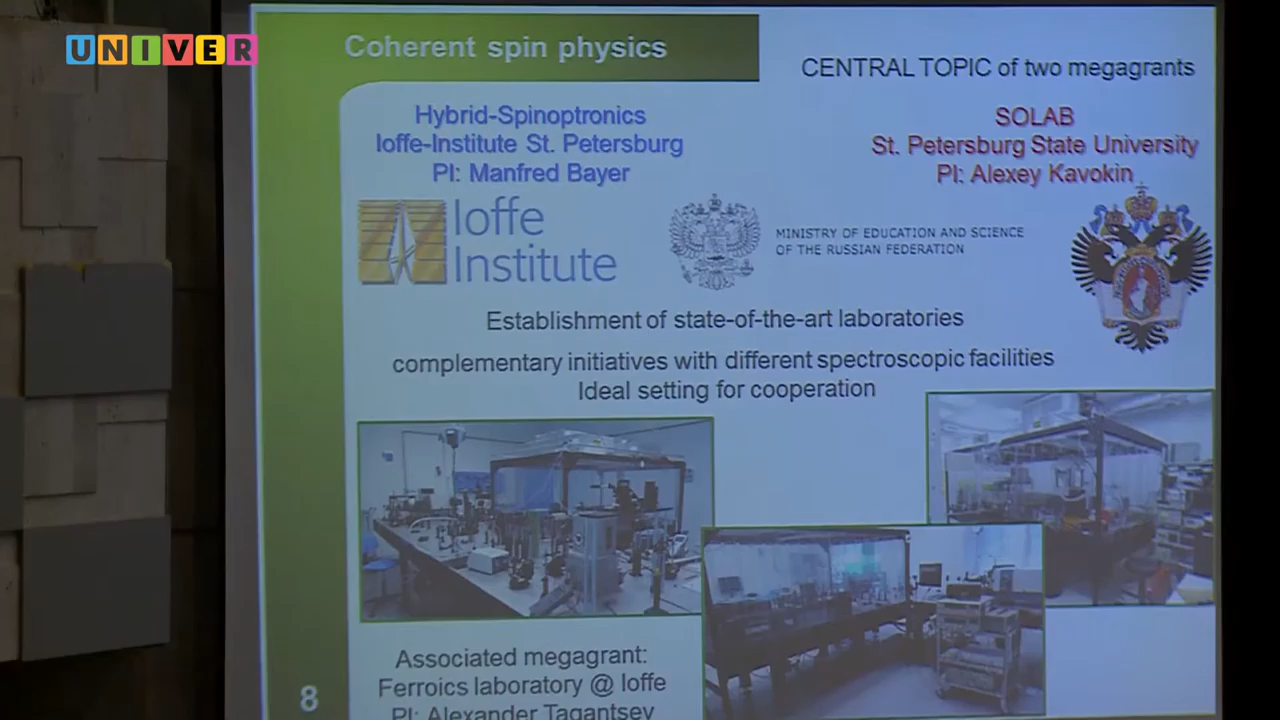 UNIVER
Coherent spin physics
CENTRAL TOPIC of two megagrants
Hybrid-Spinoptronics
Ioffe-Institute St. Petersburg
PI: Manfred Bayer
SOLAB
St. Petersburg State University
PI: Alexey Kavokin
Ioffe
Institute
MINISTRY OF EDUCATION AND SCIENCE
OF THE RUSSIAN FEDERATION
Establishment of state-of-the-art laboratories
complementary initiatives with different spectroscopic facilities
Ideal setting for cooperation
Associated megagrant:
Ferroics laboratory @ Ioffe
PI: Alexander Tagantsev
8